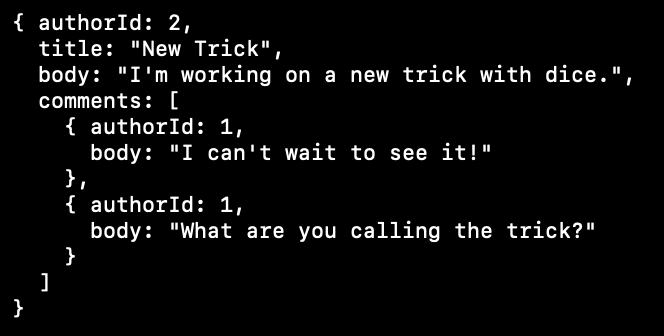 { authorId: 2,
  title: "New Trick",
  body: "I'm working on a new trick with dice.",
  comments: [
    { authorId: 1,
      body: "I can't wait to see it!"
    },
    { authorId: 1,
      body: "What are you calling the trick?"
    }
  ]
}